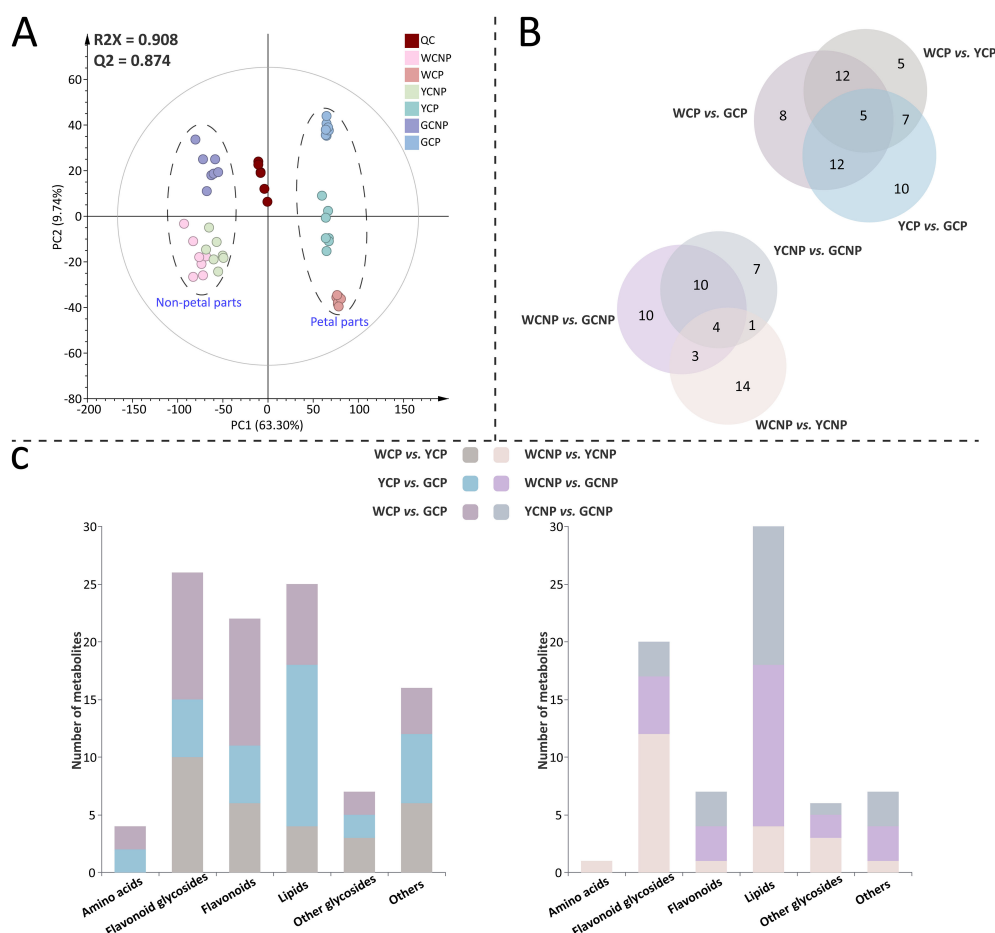 A
R2X = 0.908
Q2 = 0.874
QC
WCNP
WCP
YCNP
YCP
GCNP
GCP
60
40
20
0
-20
-40
-60
-80
PC2 (9.74%)
Non-petal parts
Petal parts
-200 -150 -100 -50 0 50 100 150
PC1 (63.30%)
B
WCP vs. YCP
5
12
WCP vs. GCP
8
5
7
12
10
YCP vs. GCP
YCNP vs. GCNP
7
10
WCNP vs. GCNP
10
4
1
3
14
WCNP vs. YCNP
C
WCP vs. YCP
WCNP vs. YCNP
YCP vs. GCP
WCNP vs. GCNP
WCP vs. GCP
YCNP vs. GCNP
30
25
20
15
10
5
0
Number of metabolites
Amino acids
Flavonoid glycosides
Flavonoids
Lipids
Other glycosides
Others
30
25
20
15
10
5
0
Number of metabolites
Amino acids
Flavonoid glycosides
Flavonoids
Lipids
Other glycosides
Others